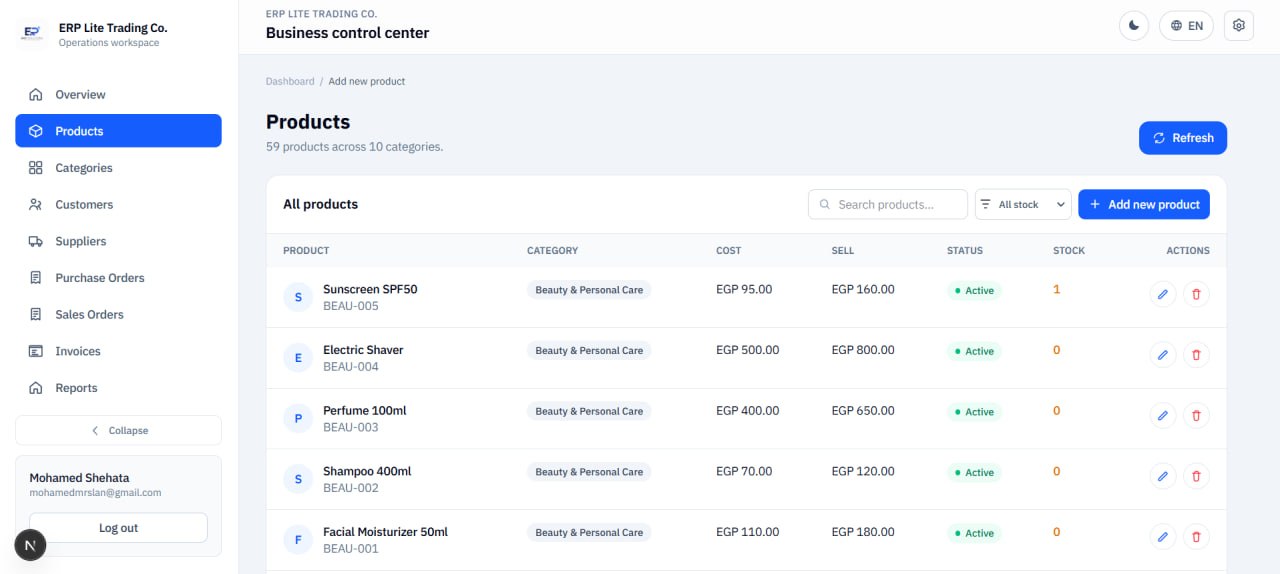 ERP
ERP Lite Trading Co.
Operations workspace
Overview
Products
Categories
Customers
Suppliers
Purchase Orders
Sales Orders
Invoices
Reports
Collapse
Mohamed Shehata
mohamedmrslan@gmail.com
Log out
N
ERP LITE TRADING CO.
Business control center
EN
Dashboard / Add new product
Products
59 products across 10 categories.
Refresh
All products
Search products...
All stock
+ Add new product
PRODUCT CATEGORY COST SELL STATUS STOCK ACTIONS
S Sunscreen SPF50 Beauty & Personal Care EGP 95.00 EGP 160.00 Active 1
BEAU-005
E Electric Shaver Beauty & Personal Care EGP 500.00 EGP 800.00 Active 0
BEAU-004
P Perfume 100ml Beauty & Personal Care EGP 400.00 EGP 650.00 Active 0
BEAU-003
S Shampoo 400ml Beauty & Personal Care EGP 70.00 EGP 120.00 Active 0
BEAU-002
F Facial Moisturizer 50ml Beauty & Personal Care EGP 110.00 EGP 180.00 Active 0
BEAU-001